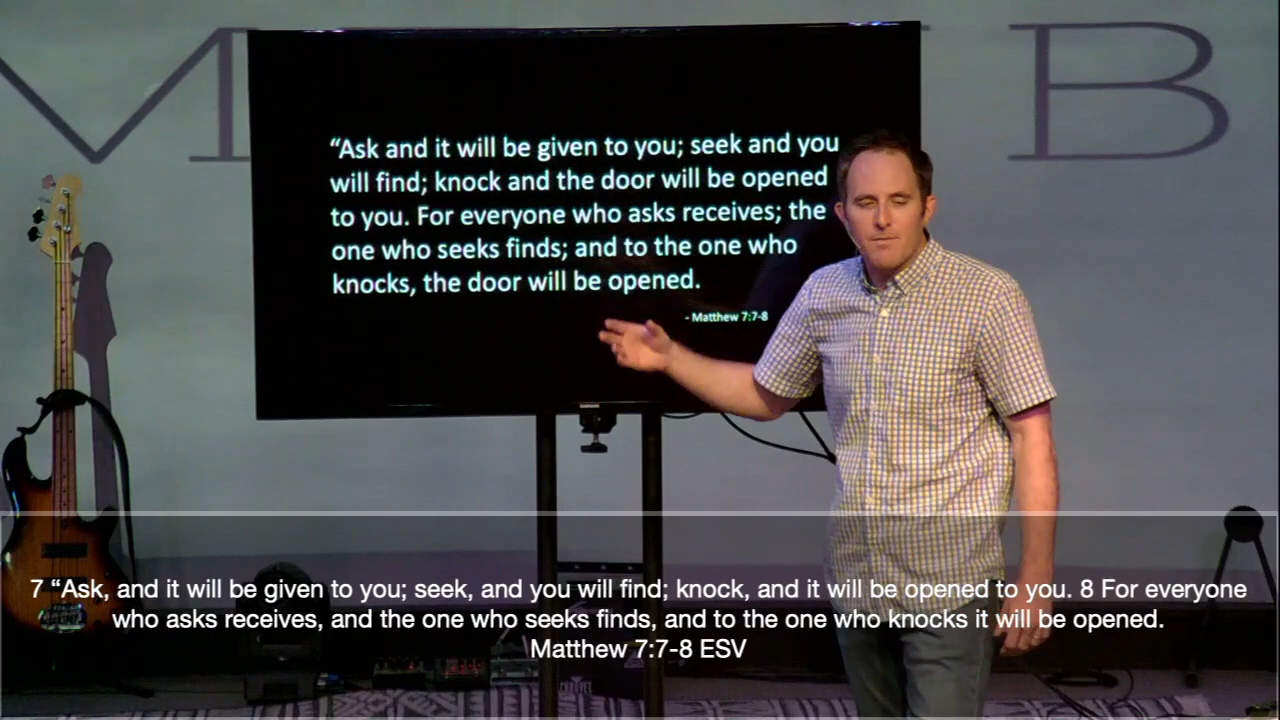 M B
“Ask and it will be given to you; seek and you
will find; knock and the door will be opened
to you. For everyone who asks receives; the
one who seeks finds; and to the one who
knocks, the door will be opened.
- Matthew 7:7-8
7 “Ask, and it will be given to you; seek, and you will find; knock, and it will be opened to you. 8 For everyone
who asks receives, and the one who seeks finds, and to the one who knocks it will be opened.
Matthew 7:7-8 ESV